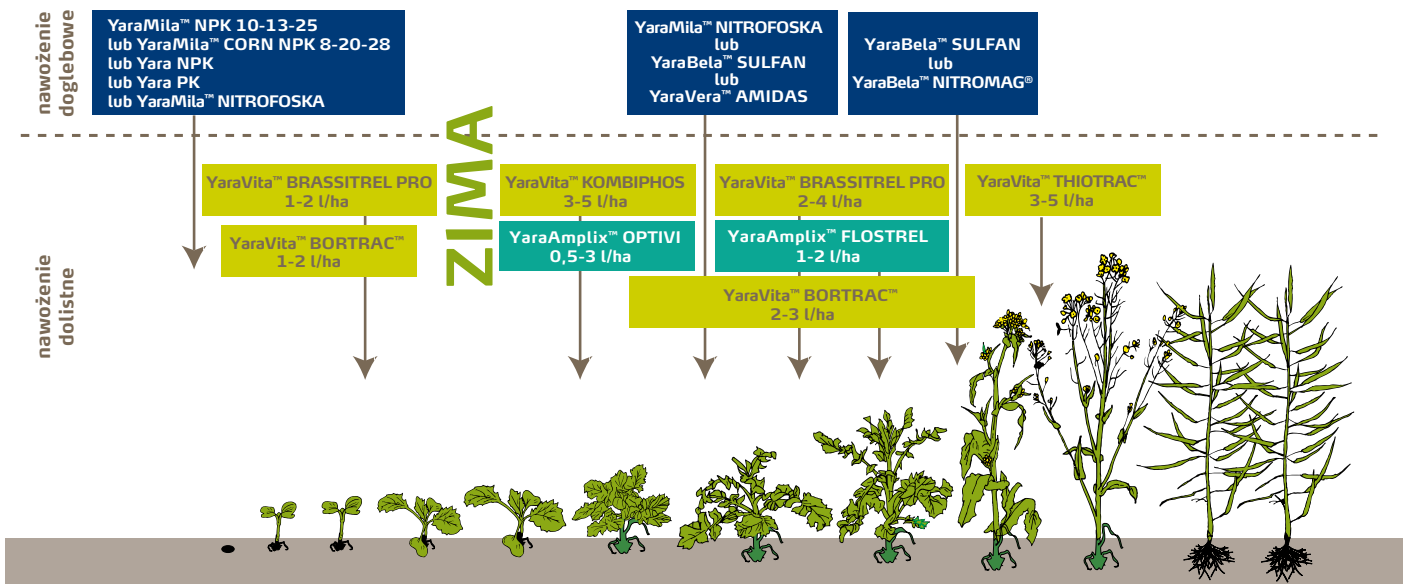 nawożenie
doglebowe
YaraMila™ NPK 10-13-25
lub YaraMila™ CORN NPK 8-20-28
lub Yara NPK
lub Yara PK
lub YaraMila™ NITROFOSKA
YaraMila™ NITROFOSKA
lub
YaraBela™ SULFAN
lub
YaraVera™ AMIDAS
YaraBela™ SULFAN
lub
YaraBela™ NITROMAG®
nawożenie
dolistne
YaraVita™ BRASSITREL PRO
1-2 l/ha
YaraVita™ BORTRAC™
1-2 l/ha
ZIMA
YaraVita™ KOMBIPHOS
3-5 l/ha
YaraAmplix™ OPTIVI
0,5-3 l/ha
YaraVita™ BRASSITREL PRO
2-4 l/ha
YaraAmplix™ FLOSTREL
1-2 l/ha
YaraVita™ BORTRAC™
2-3 l/ha
YaraVita™ THIOTRAC™
3-5 l/ha